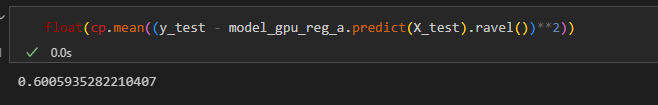 float(cp.mean((y_test - model_gpu_reg_a.predict(X_test).ravel())**2))
0.0s
0.6005935282210407